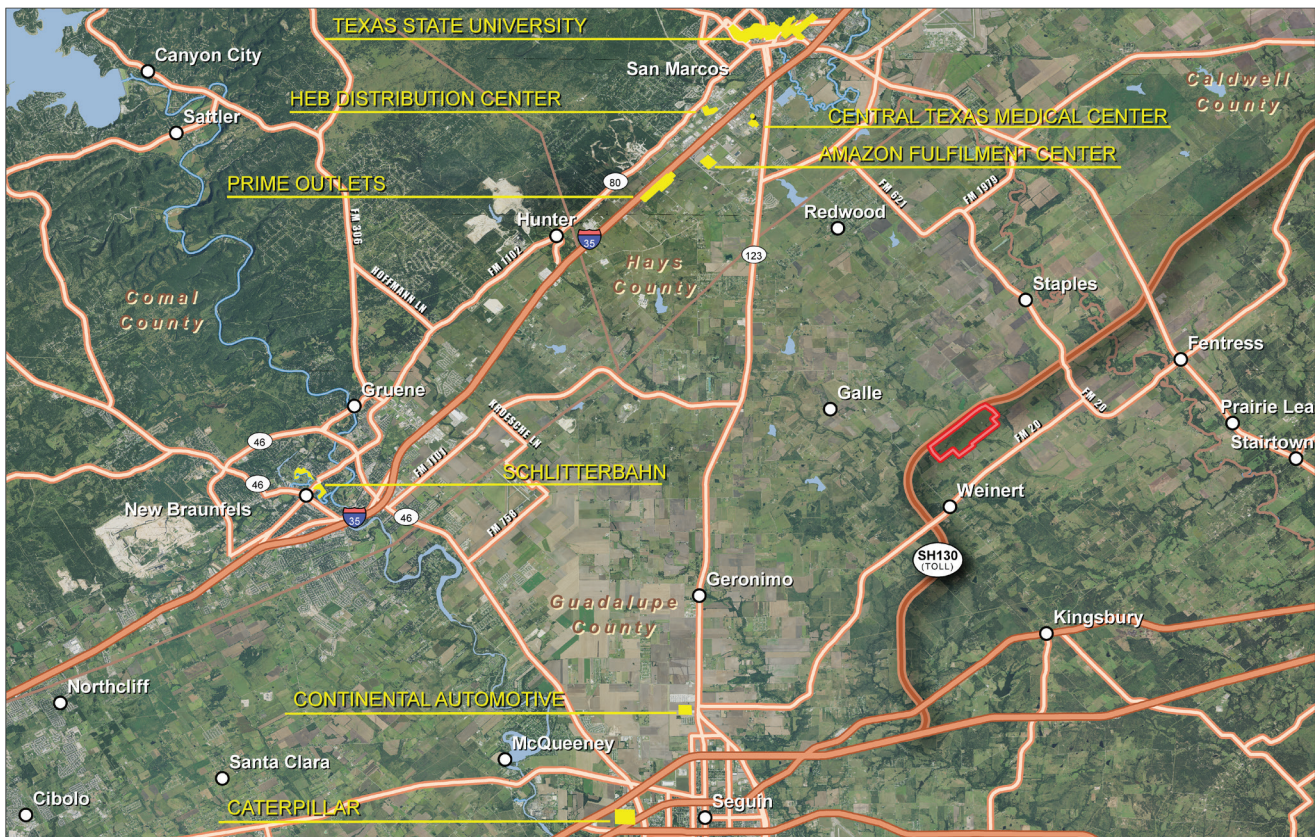 TEXAS STATE UNIVERSITY
Canyon City
San Marcos
Caldwell
County
HEB DISTRIBUTION CENTER
Sattler
CENTRAL TEXAS MEDICAL CENTER
AMAZON FULFILMENT CENTER
PRIME OUTLETS
80
FM 621
FM 1979
FM 306
Redwood
Hunter
35
FM 1102
123
Hays
County
HOFFMANN LN
Comal
County
Staples
Fentress
Gruene
Galle
KROESCHE LN
FM 20
Prairie Lea
FM 20
46
Stairtown
FM 1101
SCHLITTERBAHN
46
New Braunfels
35
46
Weinert
FM 758
SH130
(TOLL)
Geronimo
Guadalupe
County
Kingsbury
Northcliff
CONTINENTAL AUTOMOTIVE
McQueeney
Santa Clara
Cibolo
CATERPILLAR
Seguin